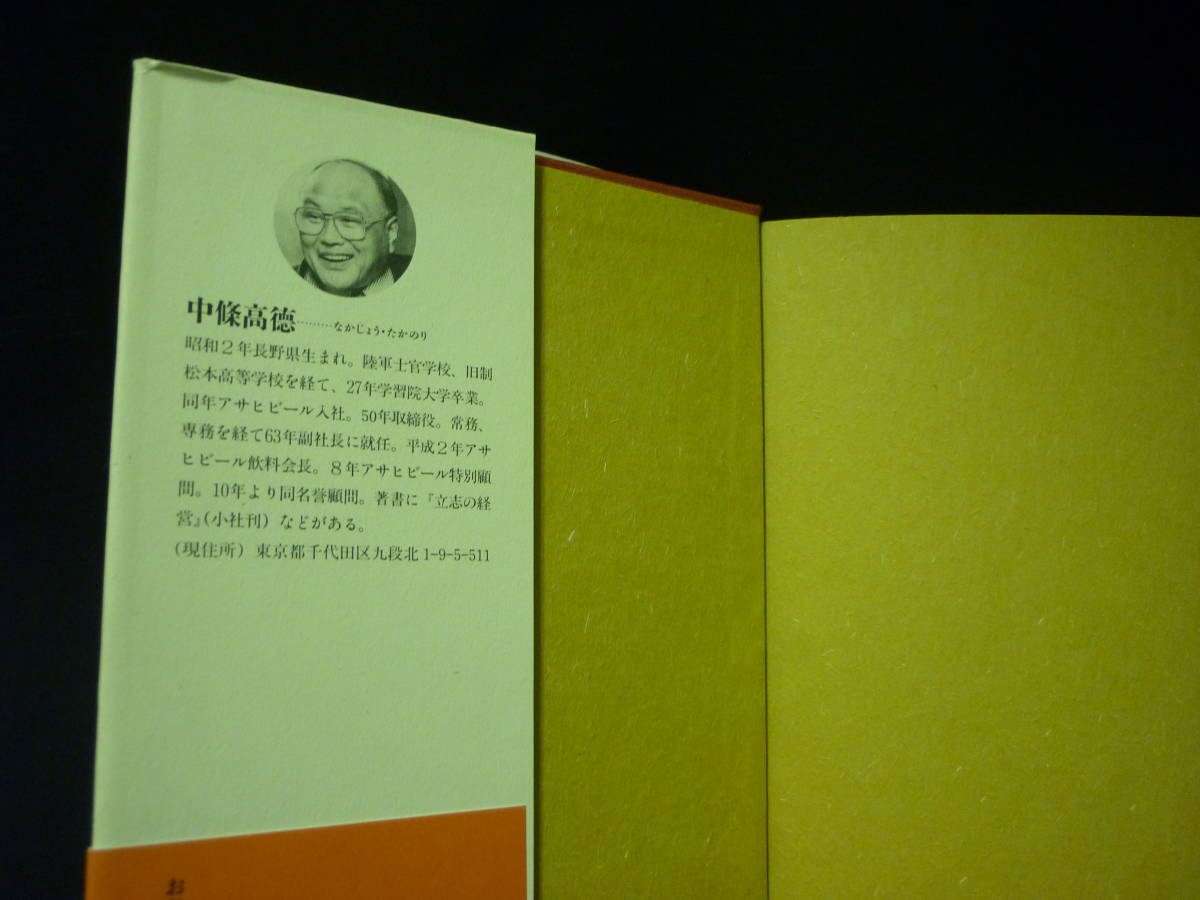 中條高德………なかじょう・たかのり
昭和2年長野県生まれ。陸軍士官学校、旧制
松本高等学校を経て、27年学習院大学卒業。
同年アサヒビール入社。50年取締役。常務、
専務を経て63年副社長に就任。平成2年アサ
ヒビール飲料会長。8年アサヒビール特別顧
問。10年より同名誉顧問。著書に『立志の経
営』(小社刊)などがある。
(現住所)東京都千代田区九段北1-9-5-511
お